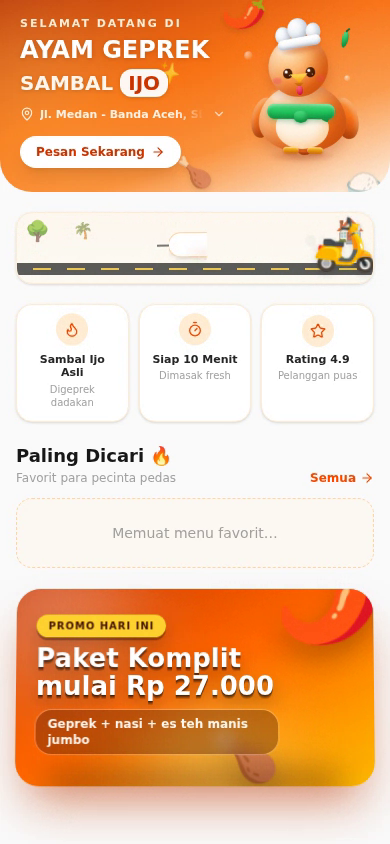 SELAMAT DATANG DI
AYAM GEPREK
SAMBAL IJO
Jl. Medan - Banda Aceh,
Pesan Sekarang
Sambal Ijo
Asli
Digeprek
dadakan
Siap 10 Menit
Dimasak fresh
Rating 4.9
Pelanggan puas
Paling Dicari 🔥
Favorit para pecinta pedas
Semua
Memuat menu favorit...
PROMO HARI INI
Paket Komplit
mulai Rp 27.000
Geprek + nasi + es teh manis
jumbo